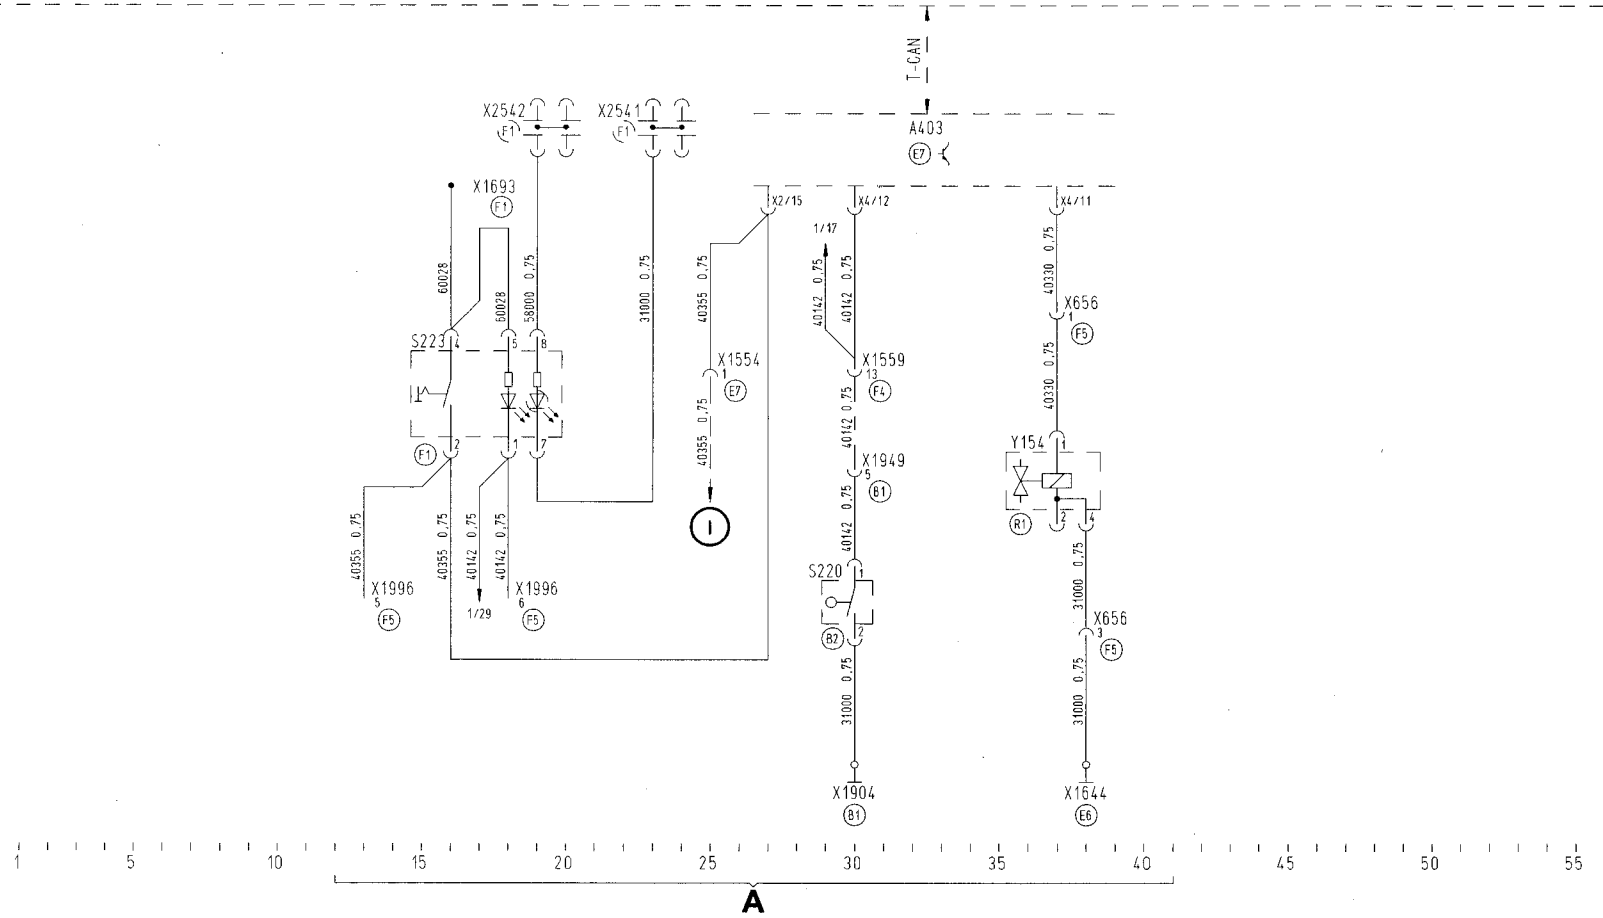 T-CAN
X2542
F1
X2541
F1
A403
E7
X1693
F1
X2/15
X4/12
X4/11
1/17
60028
60028
58000 0.75
31000 0.75
40355 0.75
40142 0.75
40142 0.75
40330 0.75
X656
1
F5
S223
4
5
8
X1554
1
E7
X1559
13
F4
40330 0.75
40355 0.75
40142 0.75
F1
2
1
7
X1949
5
B1
Y154
1
R1
2
4
I
40355 0.75
40355 0.75
40142 0.75
40142 0.75
40142 0.75
31000 0.75
S220
1
B2
2
X1996
5
F5
1/29
X1996
6
F5
X656
3
F5
31000 0.75
31000 0.75
X1904
B1
X1644
E6
1 5 10 15 20 25 30 35 40 45 50 55
A